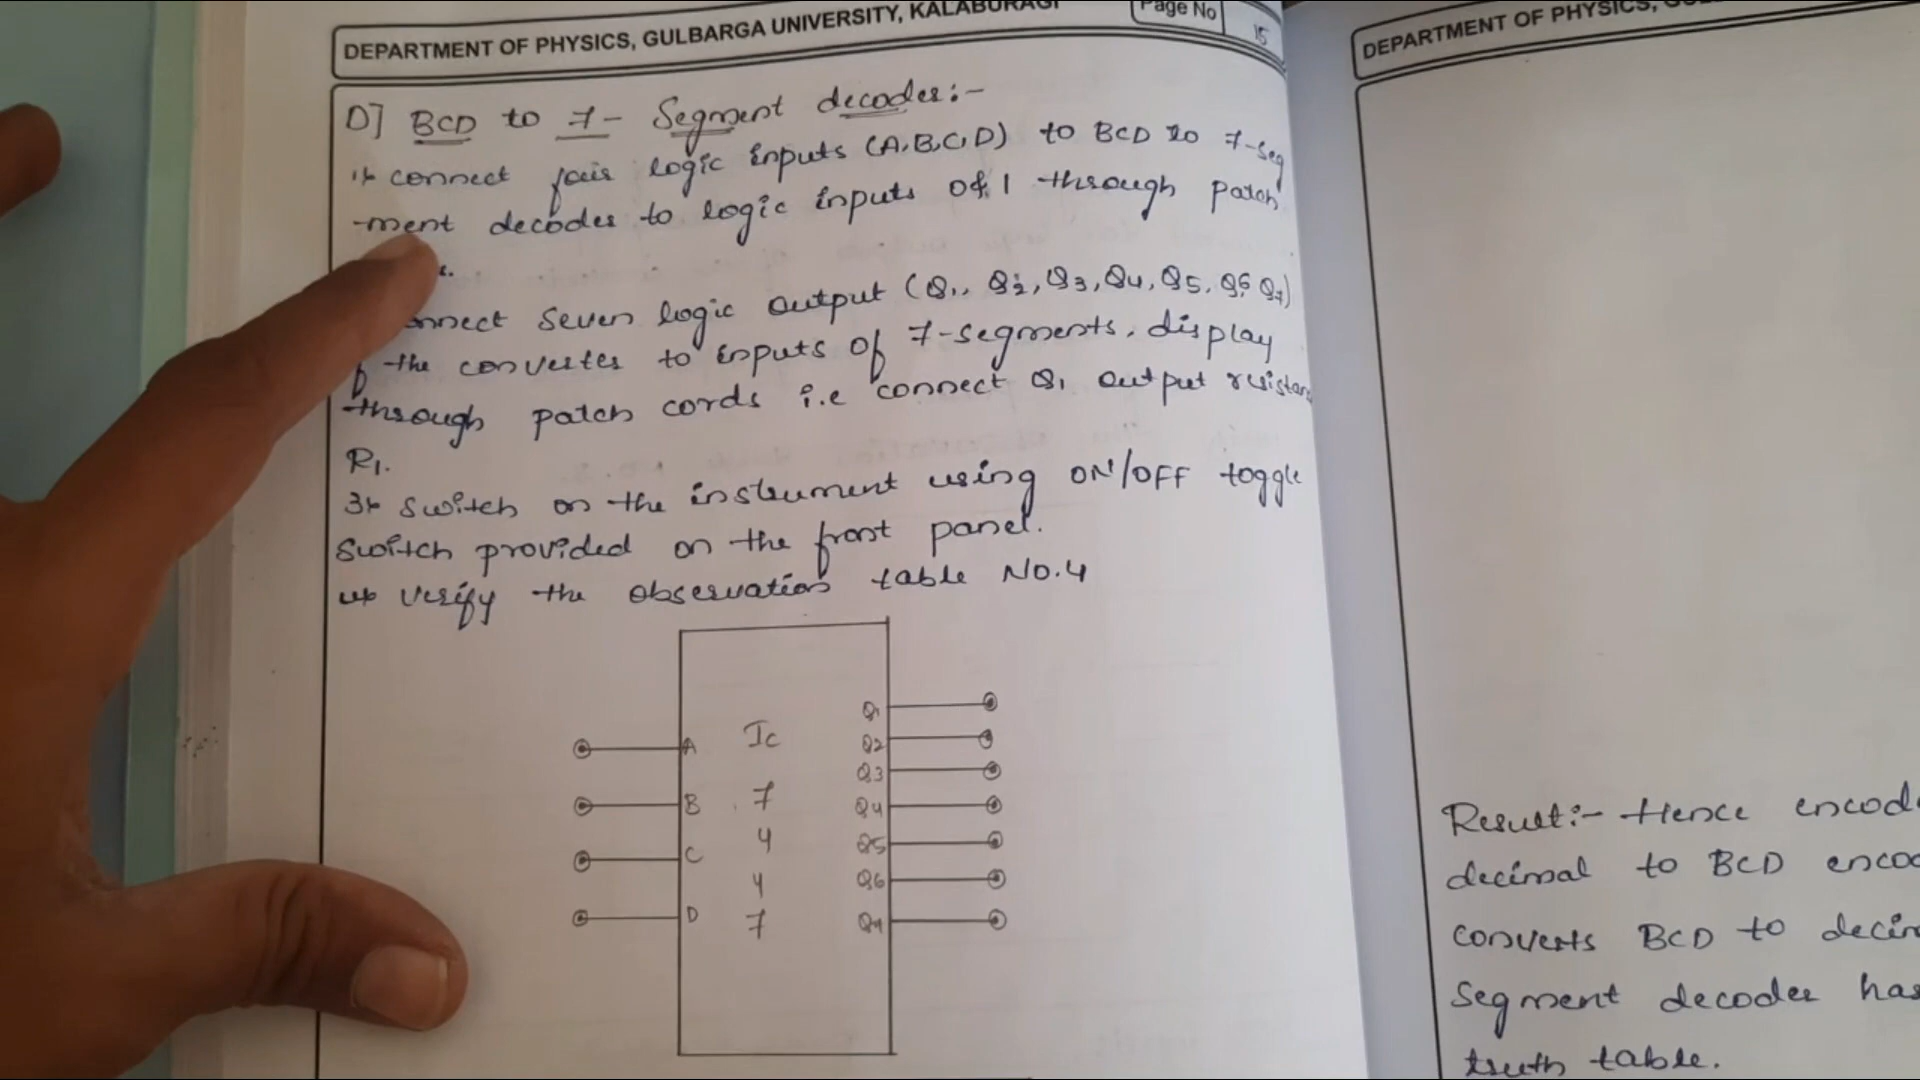 DEPARTMENT OF PHYSICS, GULBARGA UNIVERSITY, KALABURAGI
Page No
15
D] BCD to 7- Segment decoder:-
1* connect logic inputs (A,B,C,D) to BCD to 7-seg
-ment decoder to logic inputs of 1 through patch
nnect seven logic output (Q1, Q2, Q3, Q4, Q5, Q6 Q7)
f the converter to inputs of 7-segments, display
through patch cords i.e connect Q1 output resistan
R1.
3* switch on the instrument using ON/OFF toggle
switch provided on the front panel.
4* verify the observation table No.4
A
B
C
D
Ic
7
4
4
7
Q1
Q2
Q3
Q4
Q5
Q6
Q7
DEPARTMENT OF PHYSICS,
Result:- Hence encod
decimal to BCD enco
converts BCD to decim
segment decoder has
truth table.